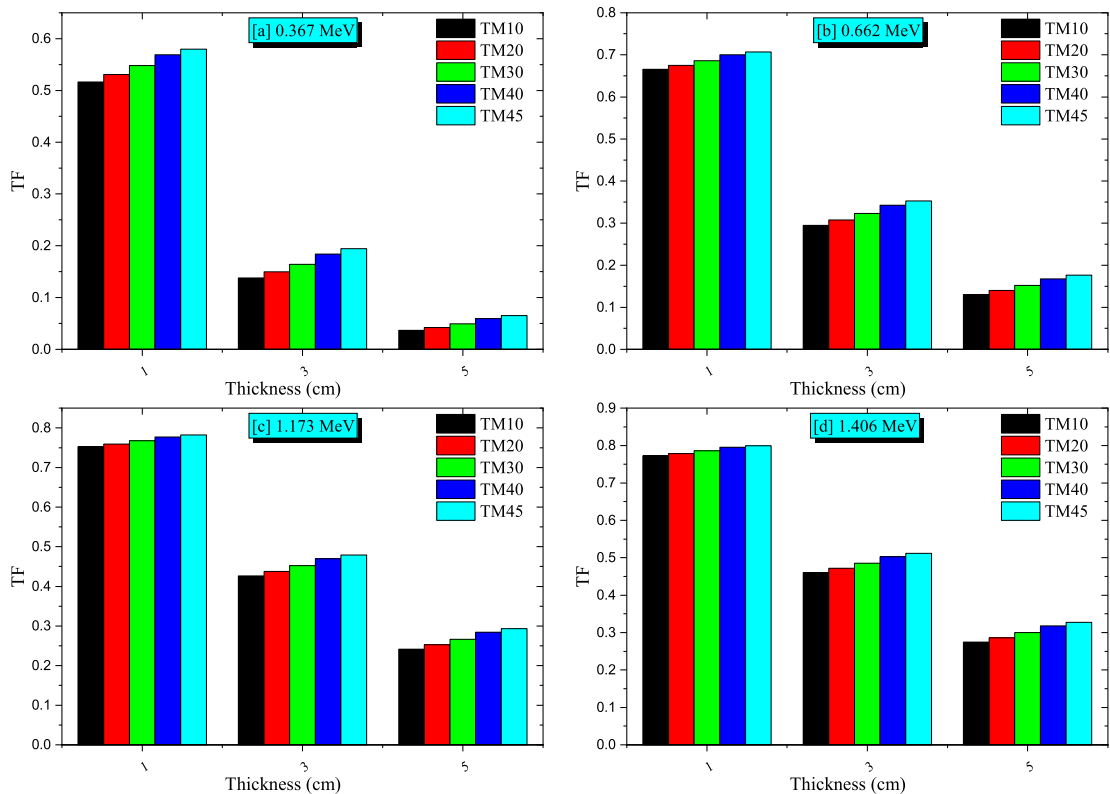 [a] 0.367 MeV
TM10
TM20
TM30
TM40
TM45
0.6
0.5
0.4
0.3
0.2
0.1
0.0
TF
1 3 5
Thickness (cm)
[b] 0.662 MeV
TM10
TM20
TM30
TM40
TM45
0.8
0.7
0.6
0.5
0.4
0.3
0.2
0.1
0.0
TF
1 3 5
Thickness (cm)
[c] 1.173 MeV
TM10
TM20
TM30
TM40
TM45
0.8
0.7
0.6
0.5
0.4
0.3
0.2
0.1
0.0
TF
1 3 5
Thickness (cm)
[d] 1.406 MeV
TM10
TM20
TM30
TM40
TM45
0.9
0.8
0.7
0.6
0.5
0.4
0.3
0.2
0.1
0.0
TF
1 3 5
Thickness (cm)